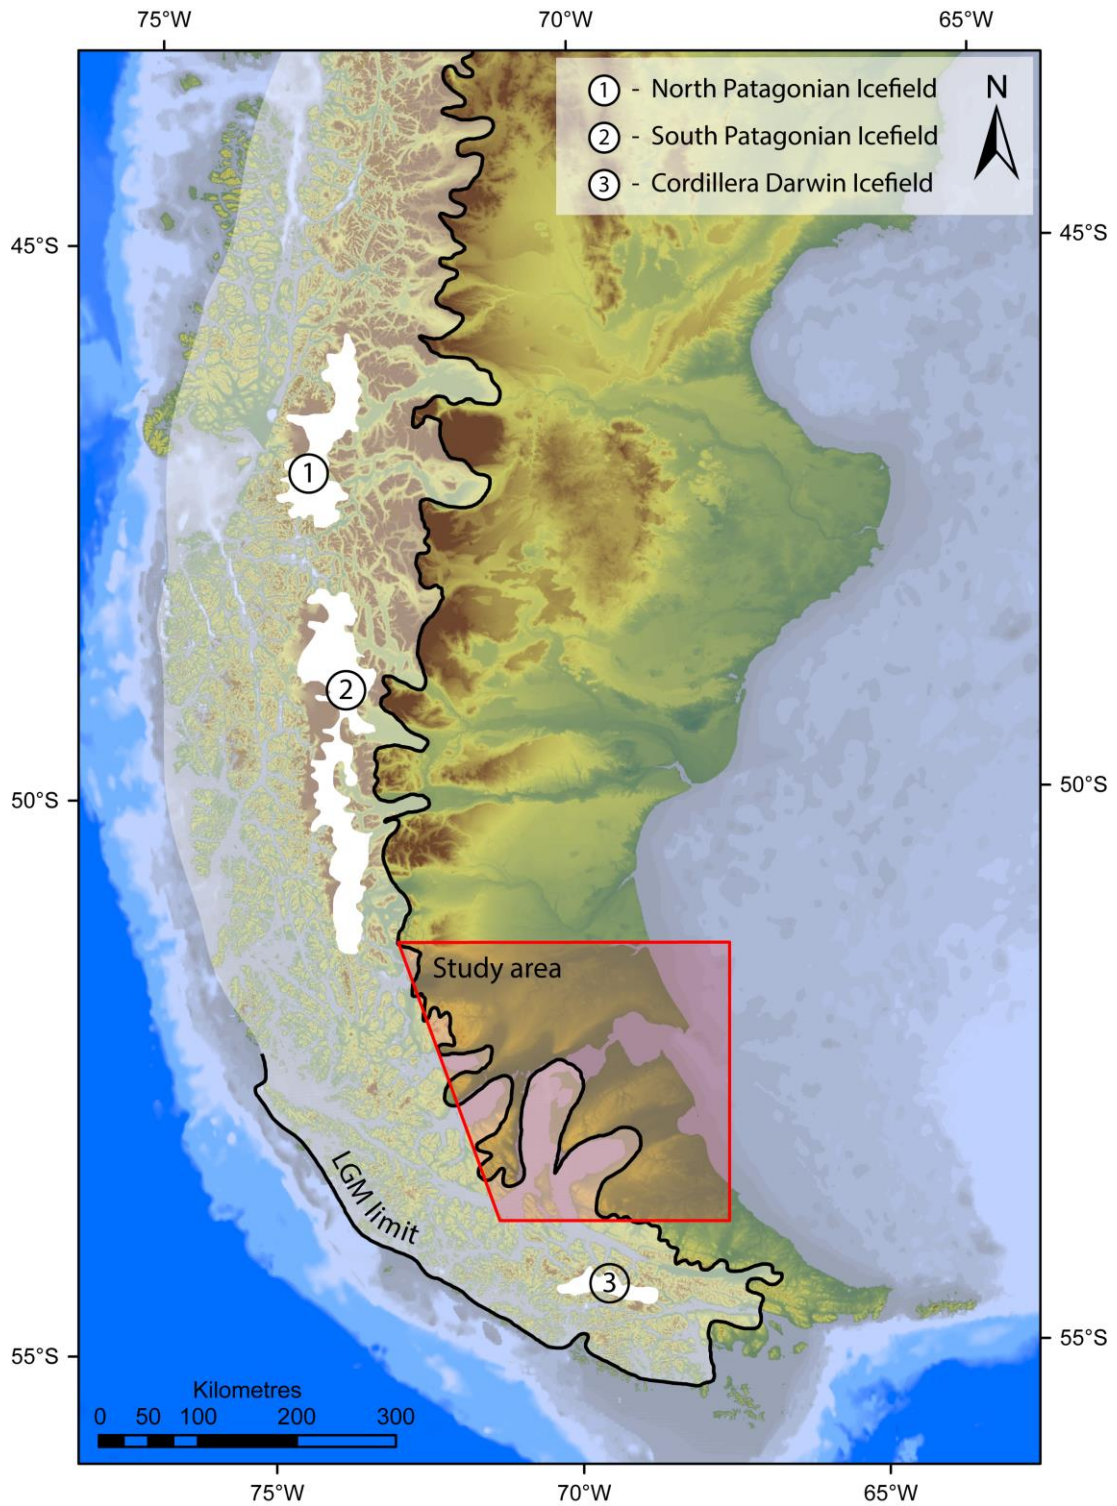 75°W 70°W 65°W
1 - North Patagonian Icefield
2 - South Patagonian Icefield
3 - Cordillera Darwin Icefield
N
45°S 45°S
1
2
50°S 50°S
Study area
LGM limit
3
55°S 55°S
Kilometres
0 50 100 200 300
75°W 70°W 65°W